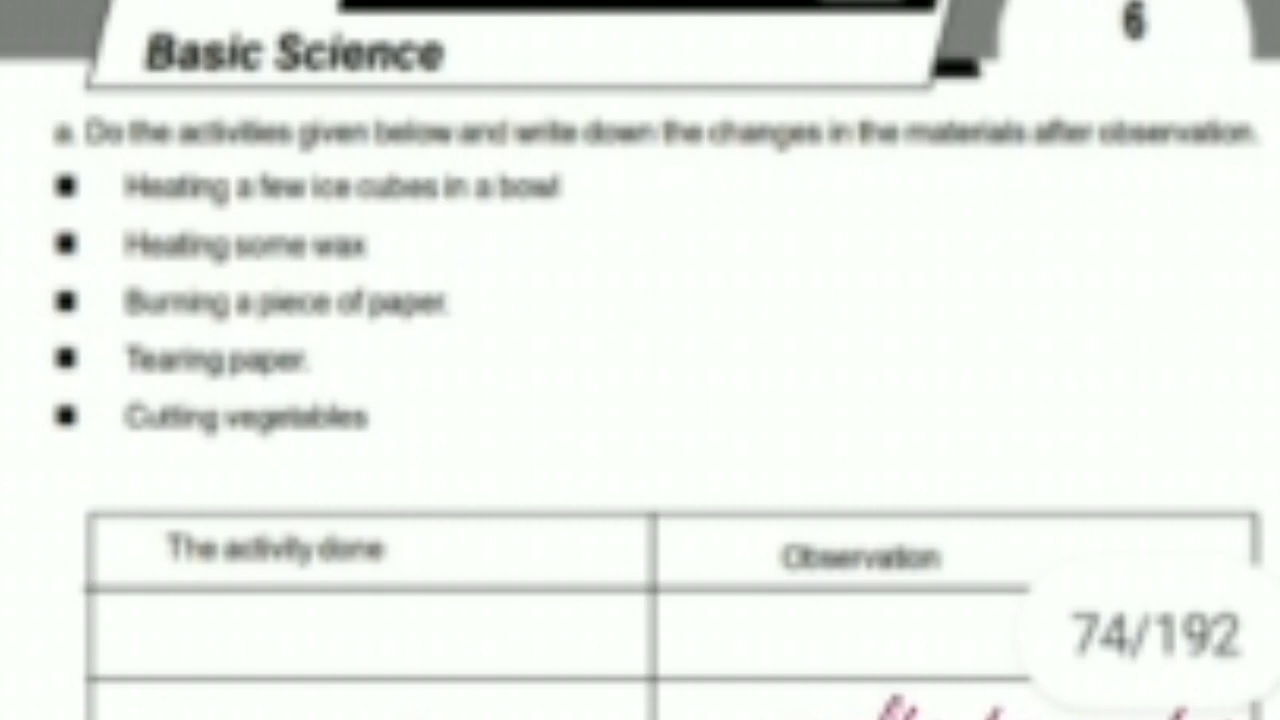 6
Basic Science
a. Do the activities given below and write down the changes in the materials after observation.
■ Heating a few ice cubes in a bowl
■ Heating some wax
■ Burning a piece of paper.
■ Tearing paper.
■ Cutting vegetables
The activity done Observation
74/192